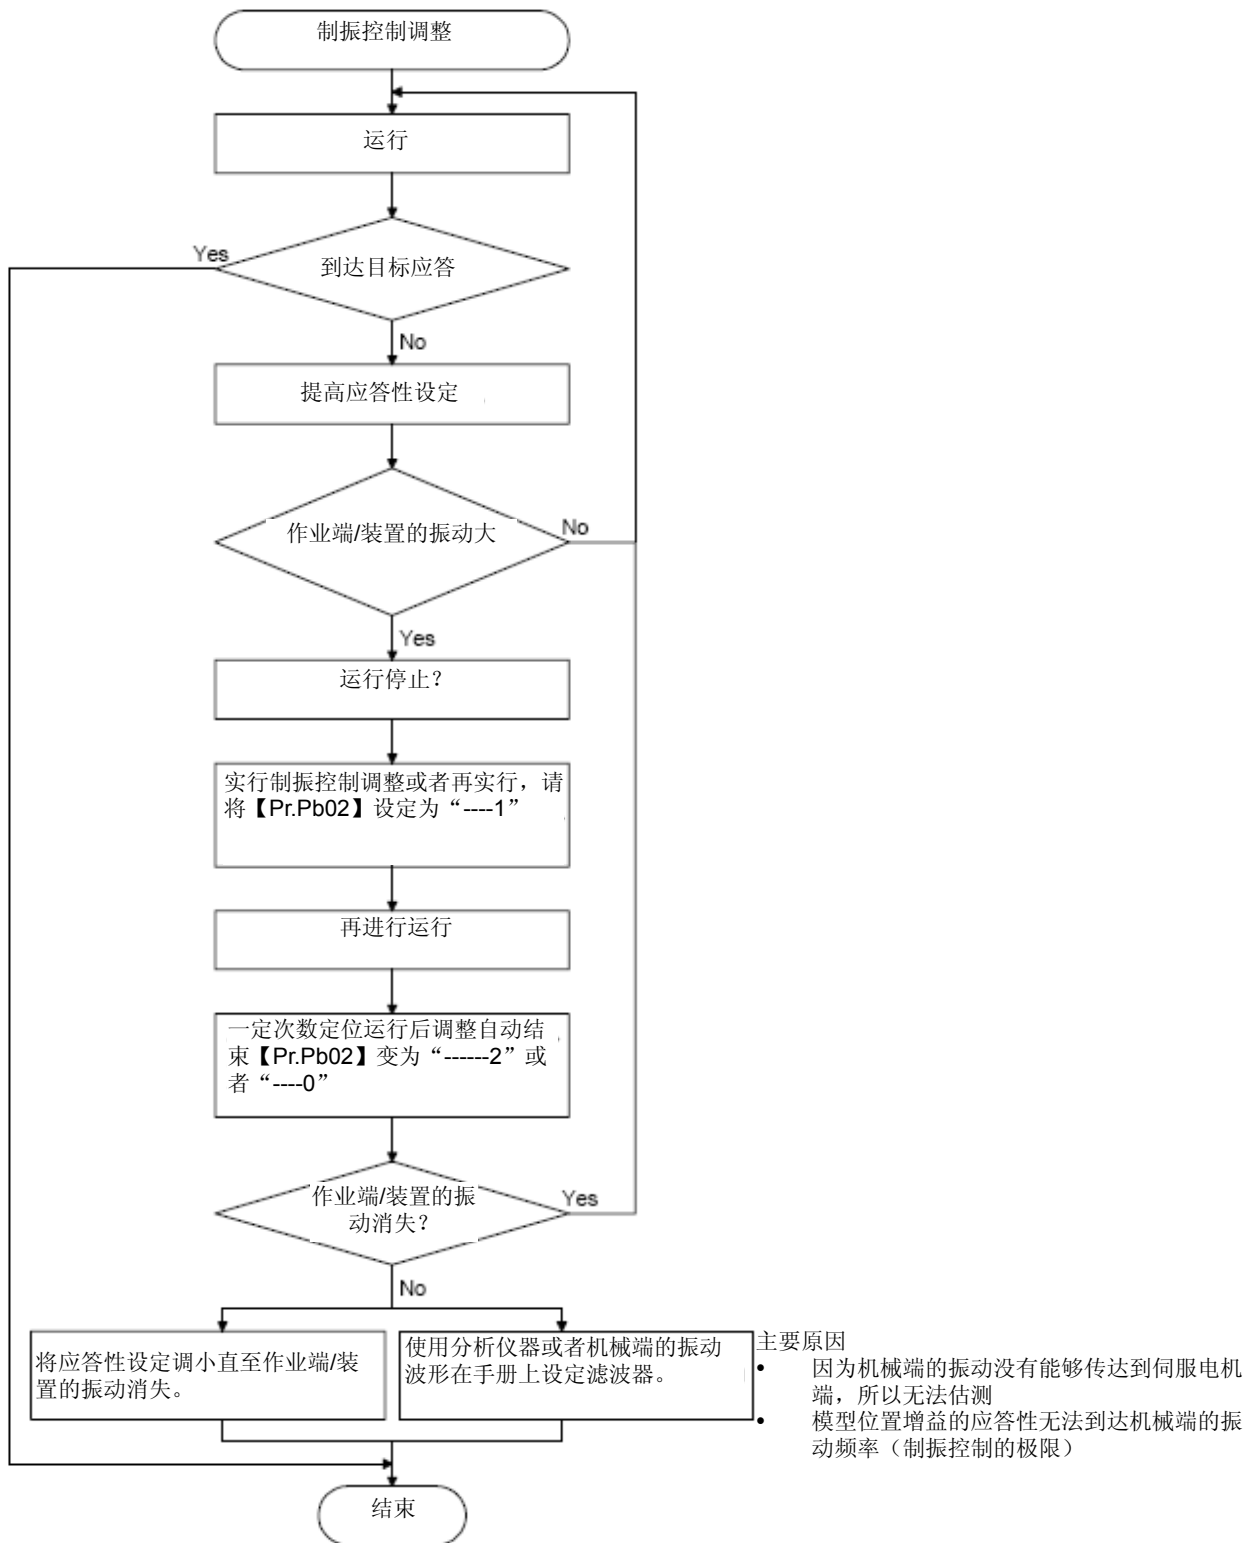 制振控制调整
运行
Yes
到达目标应答
No
提高应答性设定
作业端/装置的振动大
No
Yes
运行停止?
实行制振控制调整或者再实行，请
将【Pr.Pb02】设定为“----1”
再进行运行
一定次数定位运行后调整自动结
束【Pr.Pb02】变为“------2”或
者“----0”
作业端/装置的振
动消失?
Yes
No
将应答性设定调小直至作业端/装
置的振动消失。
使用分析仪器或者机械端的振动
波形在手册上设定滤波器。
主要原因
• 因为机械端的振动没有能够传达到伺服电机
端，所以无法估测
• 模型位置增益的应答性无法到达机械端的振
动频率（制振控制的极限）
结束